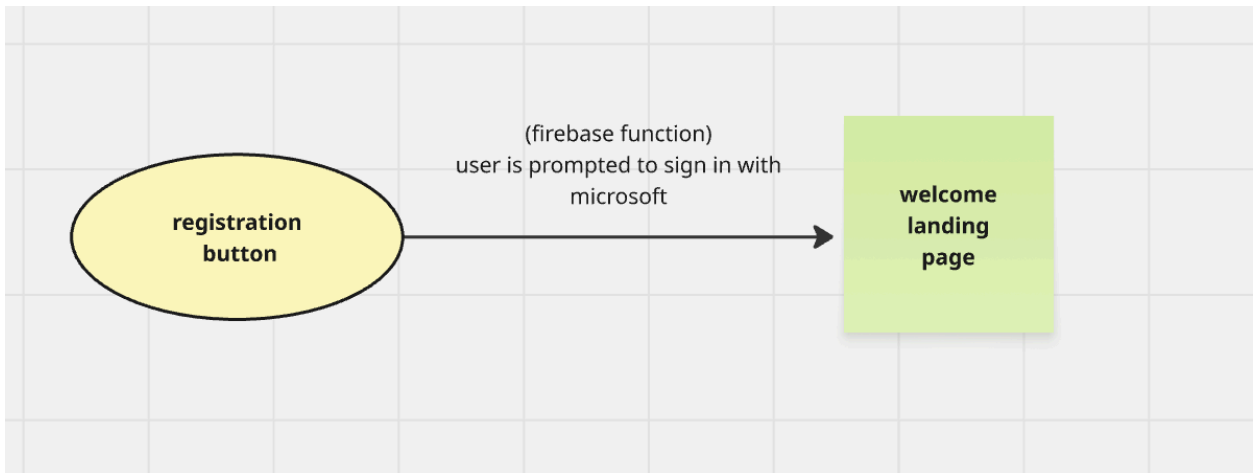 registration
button
(firebase function)
user is prompted to sign in with
microsoft
welcome
landing
page